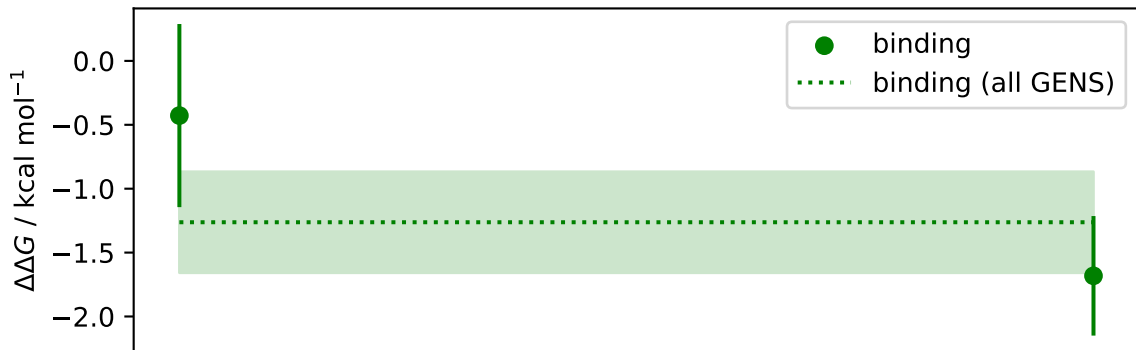 0.0
−0.5
−1.0
−1.5
−2.0
ΔΔG / kcal mol⁻¹
binding
binding (all GENS)